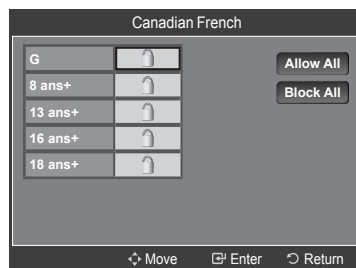 Canadian French
G
Allow All
8 ans+
Block All
13 ans+
16 ans+
18 ans+
Move Enter Return